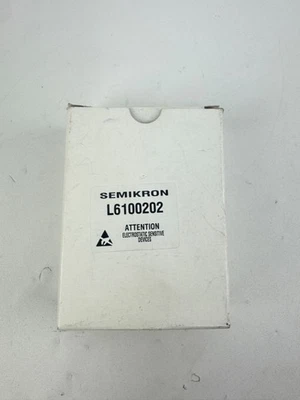 SEMIKRON
L6100202
ATTENTION
ELECTROSTATIC SENSITIVE
DEVICES